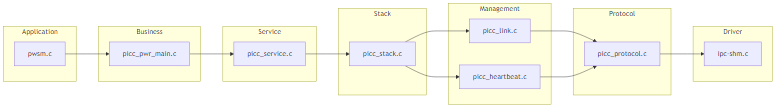 Application
pwsm.c
Business
picc_pwr_main.c
Service
picc_service.c
Stack
picc_stack.c
Management
picc_link.c
picc_heartbeat.c
Protocol
picc_protocol.c
Driver
ipc-shm.c